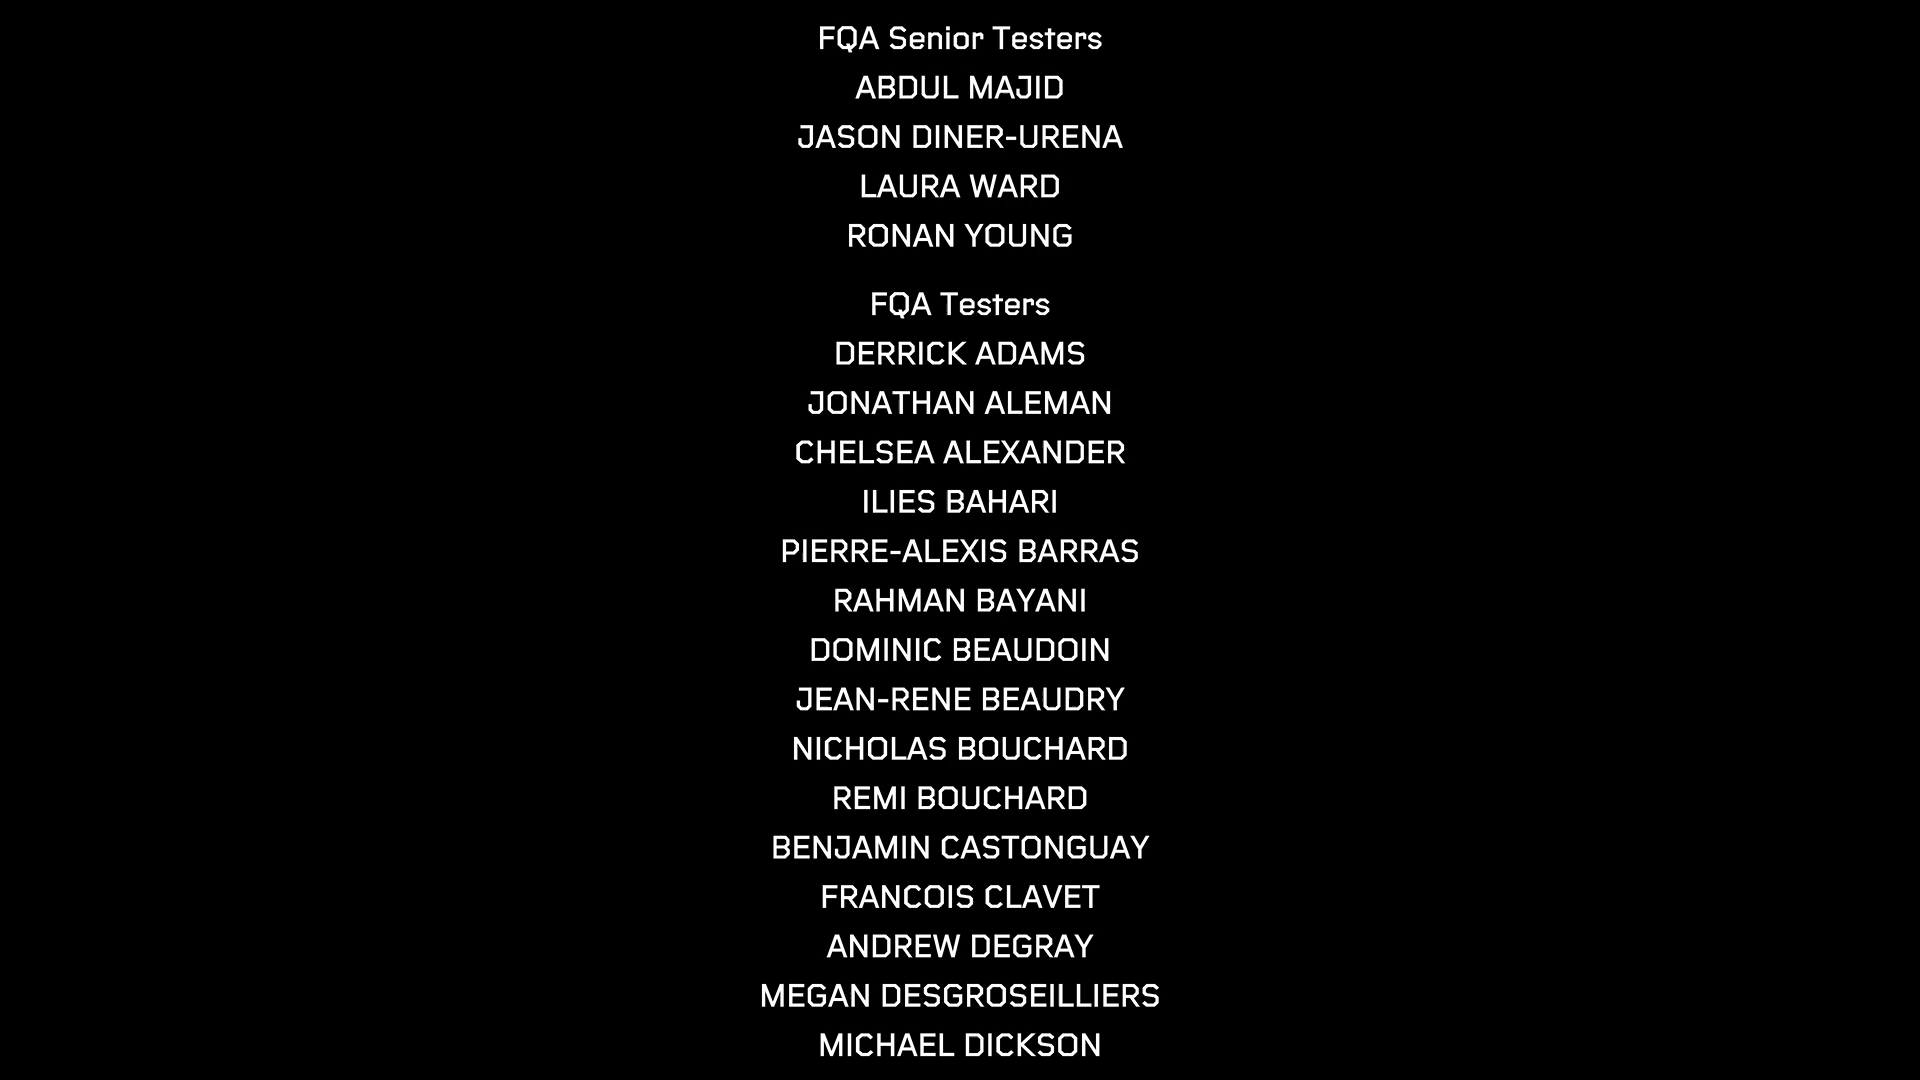 FQA Senior Testers
ABDUL MAJID
JASON DINER-URENA
LAURA WARD
RONAN YOUNG
FQA Testers
DERRICK ADAMS
JONATHAN ALEMAN
CHELSEA ALEXANDER
ILIES BAHARI
PIERRE-ALEXIS BARRAS
RAHMAN BAYANI
DOMINIC BEAUDOIN
JEAN-RENE BEAUDRY
NICHOLAS BOUCHARD
REMI BOUCHARD
BENJAMIN CASTONGUAY
FRANCOIS CLAVET
ANDREW DEGRAY
MEGAN DESGROSEILLIERS
MICHAEL DICKSON